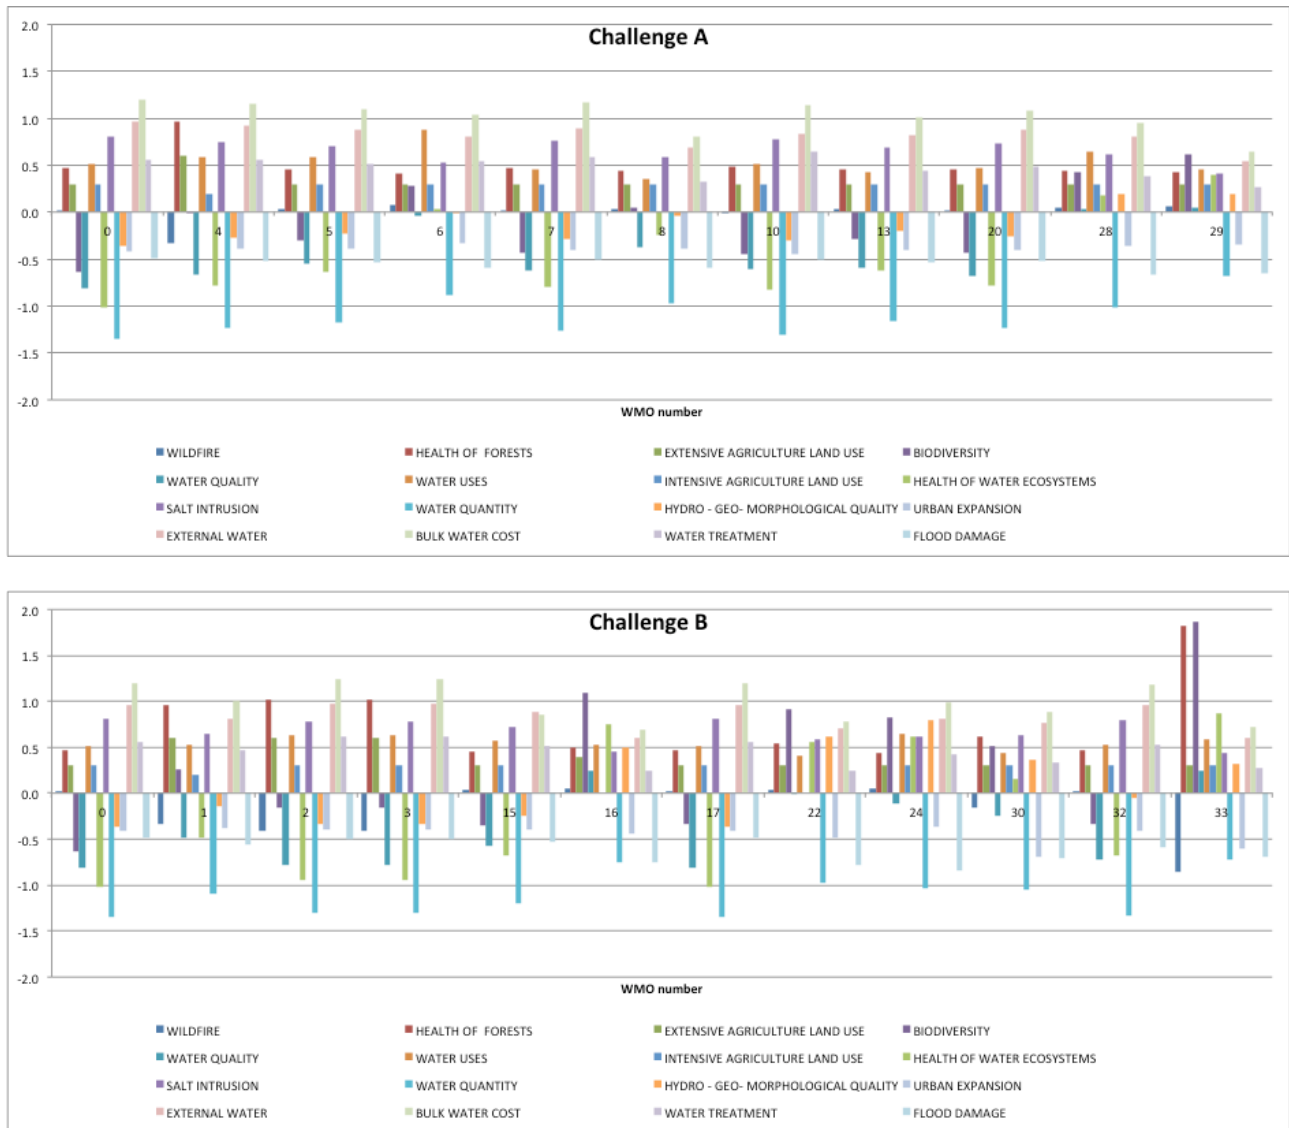 Challenge A
2.0
1.5
1.0
0.5
0.0
-0.5
-1.0
-1.5
-2.0
0 4 5 6 7 8 10 13 20 28 29
WMO number
WILDFIRE HEALTH OF FORESTS EXTENSIVE AGRICULTURE LAND USE BIODIVERSITY
WATER QUALITY WATER USES INTENSIVE AGRICULTURE LAND USE HEALTH OF WATER ECOSYSTEMS
SALT INTRUSION WATER QUANTITY HYDRO - GEO- MORPHOLOGICAL QUALITY URBAN EXPANSION
EXTERNAL WATER BULK WATER COST WATER TREATMENT FLOOD DAMAGE
Challenge B
2.0
1.5
1.0
0.5
0.0
-0.5
-1.0
-1.5
-2.0
0 1 2 3 15 16 17 22 24 30 32 33
WMO number
WILDFIRE HEALTH OF FORESTS EXTENSIVE AGRICULTURE LAND USE BIODIVERSITY
WATER QUALITY WATER USES INTENSIVE AGRICULTURE LAND USE HEALTH OF WATER ECOSYSTEMS
SALT INTRUSION WATER QUANTITY HYDRO - GEO- MORPHOLOGICAL QUALITY URBAN EXPANSION
EXTERNAL WATER BULK WATER COST WATER TREATMENT FLOOD DAMAGE